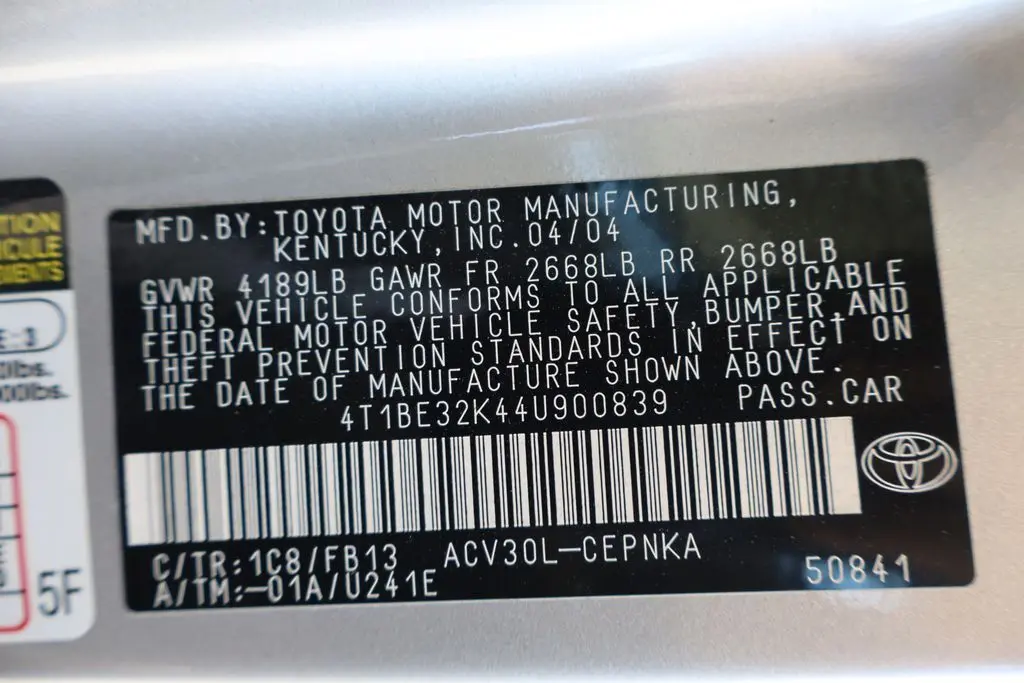 MFD.BY:TOYOTA MOTOR MANUFACTURING,
KENTUCKY,INC.04/04
GVWR 4189LB GAWR FR 2668LB RR 2668LB
THIS VEHICLE CONFORMS TO ALL APPLICABLE
FEDERAL MOTOR VEHICLE SAFETY,BUMPER,AND
THEFT PREVENTION STANDARDS IN EFFECT ON
THE DATE OF MANUFACTURE SHOWN ABOVE.
4T1BE32K44U900839 PASS.CAR
C/TR:1C8/FB13 ACV30L-CEPNKA
A/TM:-01A/U241E 50841
5F